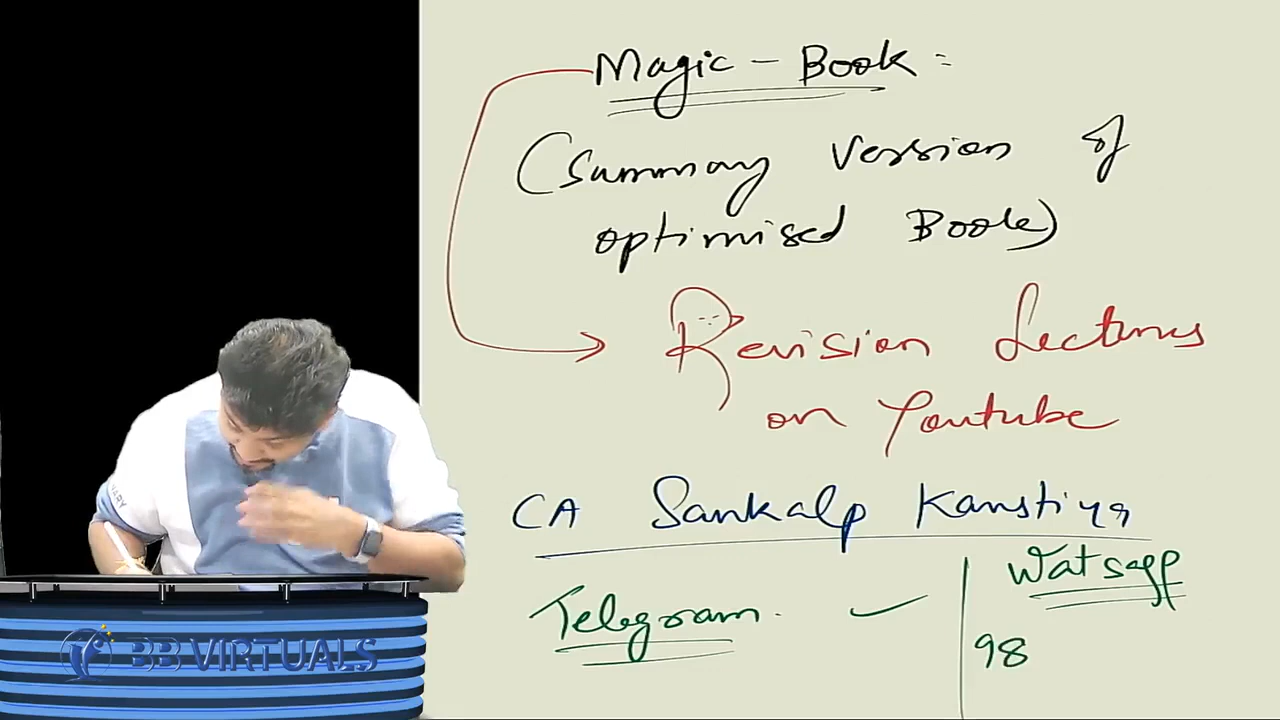 Magic - Book :
(Summary Version of
optimised Book)
Revision Lectures
on Youtube
CA Sankalp Kanstiya
Telegram. ✓
Watsapp
98
BB VIRTUALS